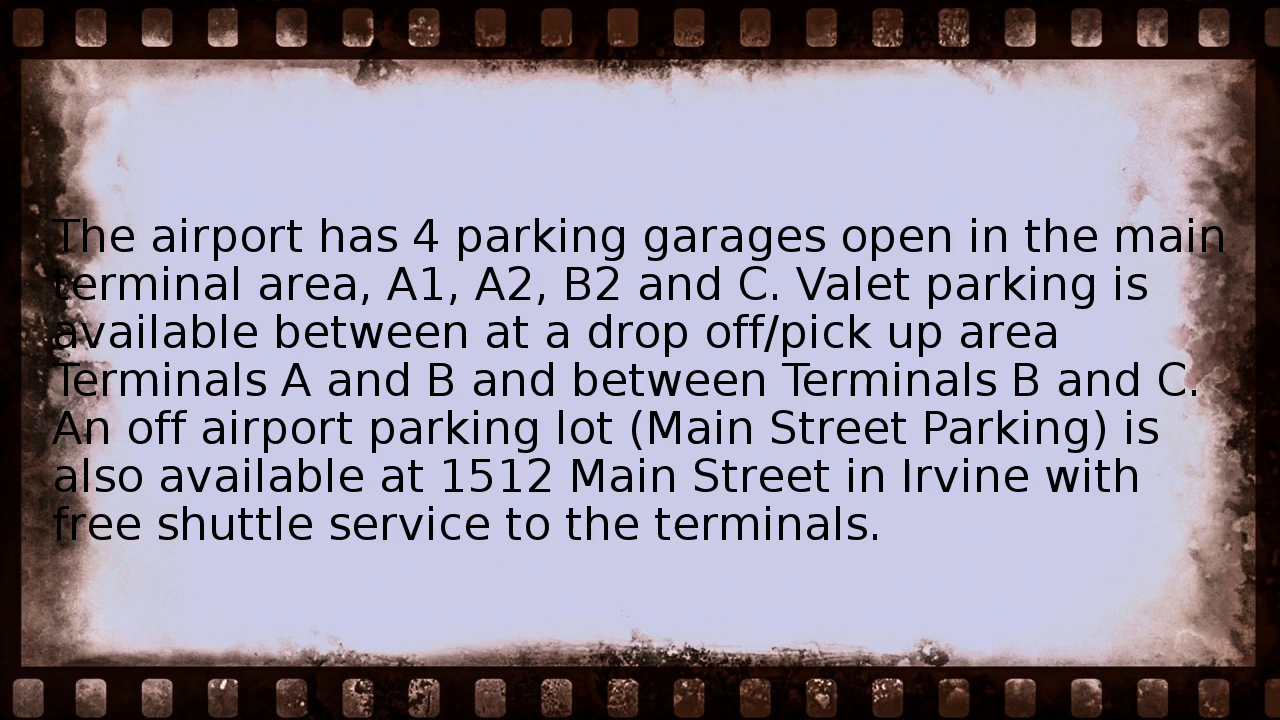 The airport has 4 parking garages open in the main
terminal area, A1, A2, B2 and C. Valet parking is
available between at a drop off/pick up area
Terminals A and B and between Terminals B and C.
An off airport parking lot (Main Street Parking) is
also available at 1512 Main Street in Irvine with
free shuttle service to the terminals.